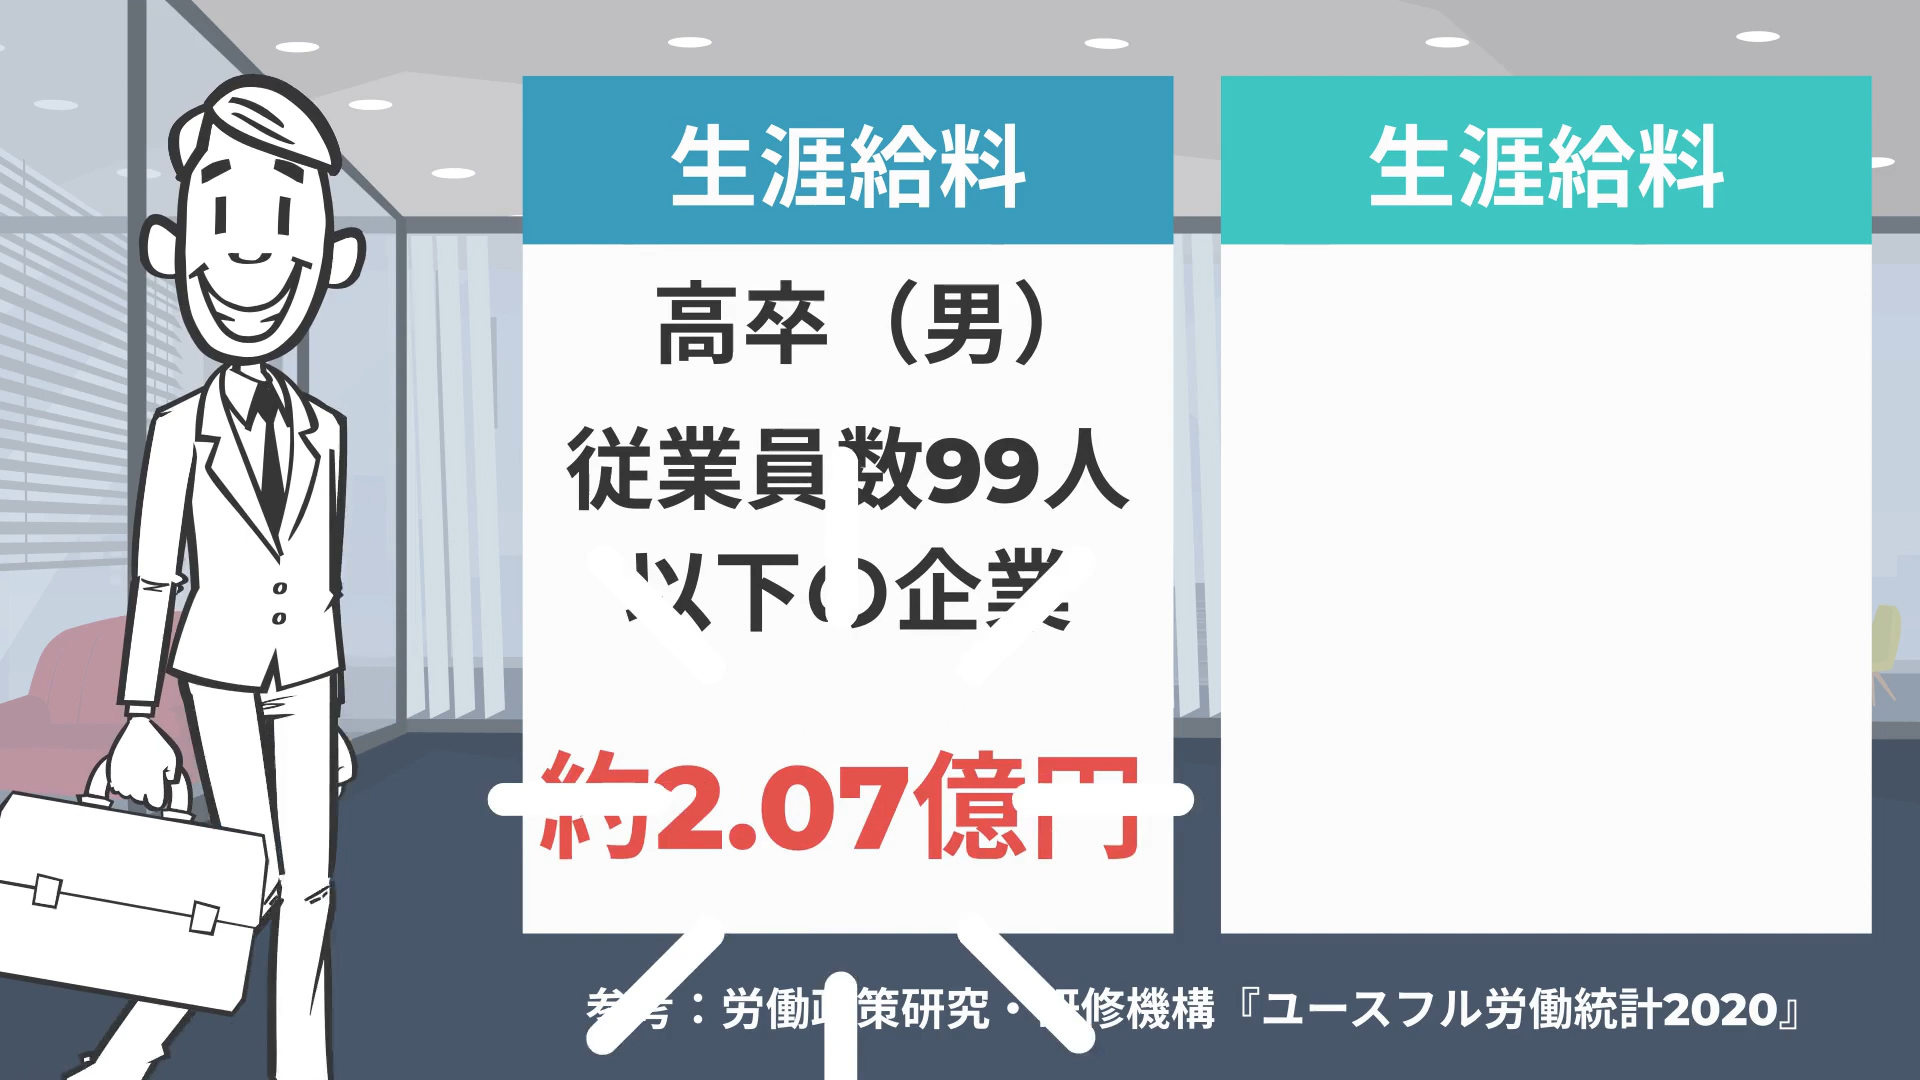 生涯給料
高卒（男）
従業員数99人
以下の企業
約2.07億円
生涯給料
参考：労働政策研究・研修機構『ユースフル労働統計2020』